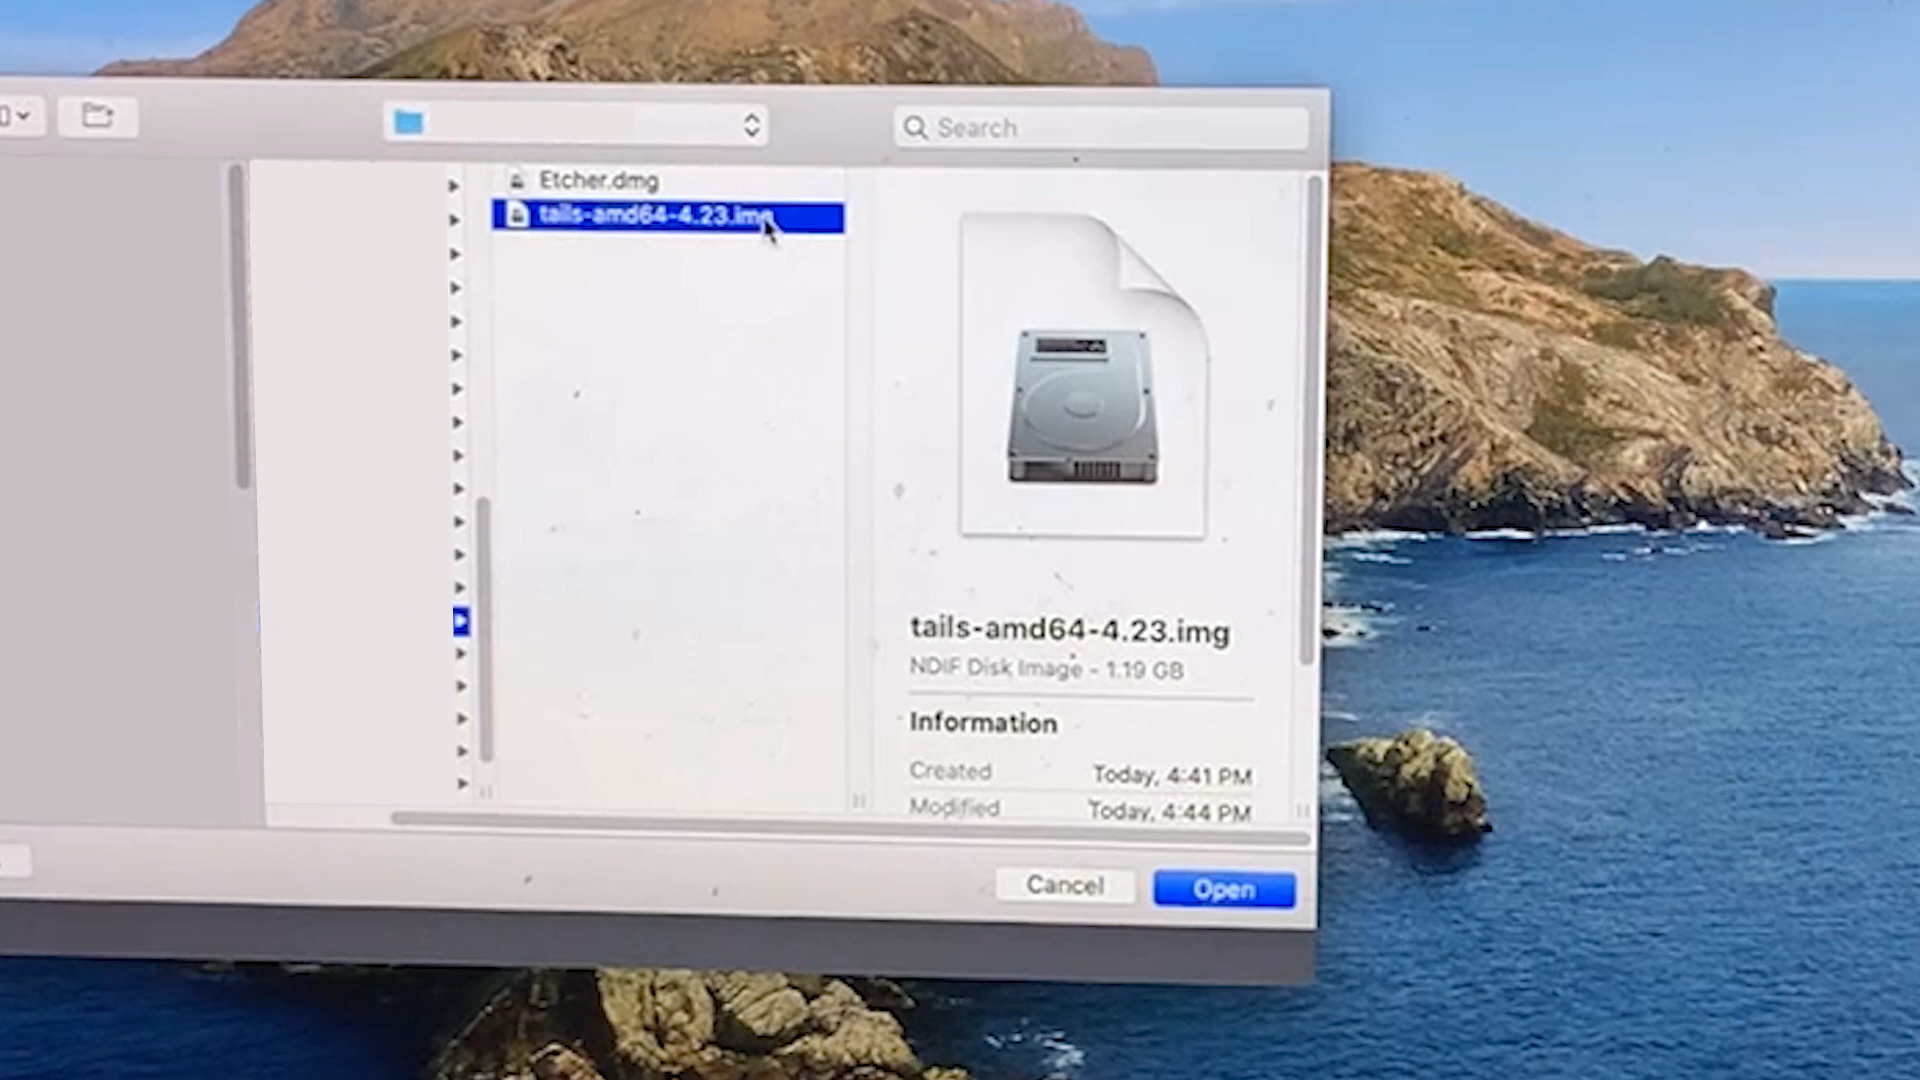 Search
Etcher.dmg
tails-amd64-4.23.img
tails-amd64-4.23.img
NDIF Disk Image - 1.19 GB
Information
Created Today, 4:41 PM
Modified Today, 4:44 PM
Cancel Open